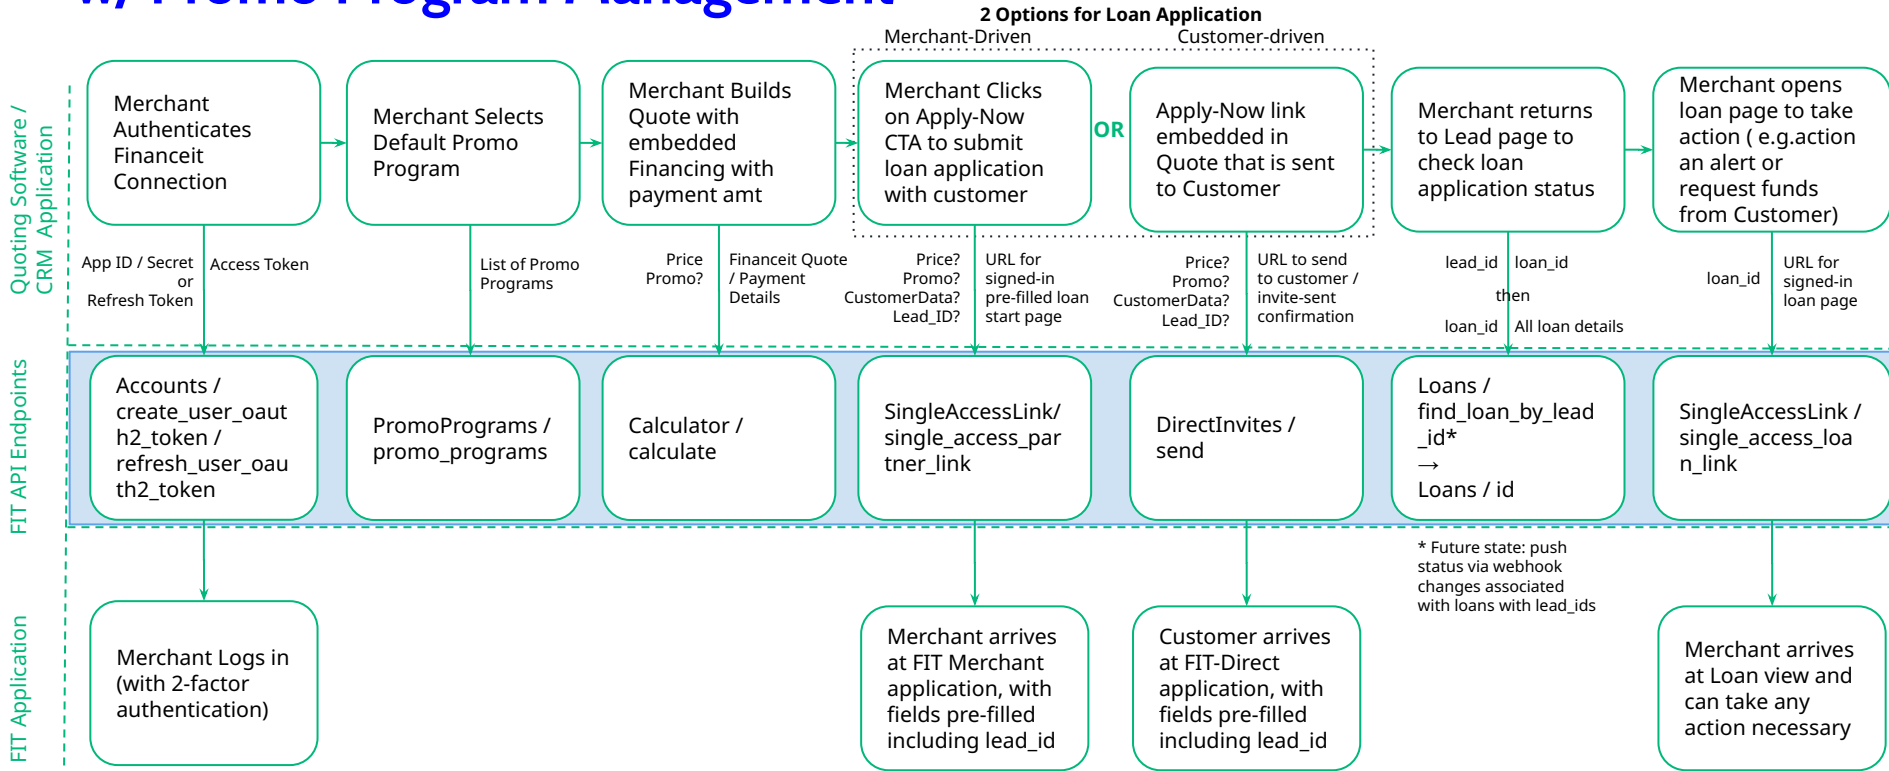 w/ Promo Program Management
2 Options for Loan Application
Merchant-Driven
Customer-driven
Quoting Software /
CRM Application
Merchant
Authenticates
Financeit
Connection
Merchant Selects
Default Promo
Program
Merchant Builds
Quote with
embedded
Financing with
payment amt
Merchant Clicks
on Apply-Now
CTA to submit
loan application
with customer
OR
Apply-Now link
embedded in
Quote that is sent
to Customer
Merchant returns
to Lead page to
check loan
application status
Merchant opens
loan page to take
action ( e.g.action
an alert or
request funds
from Customer)
App ID / Secret
or
Refresh Token
Access Token
List of Promo
Programs
Price
Promo?
Financeit Quote
/ Payment
Details
Price?
Promo?
CustomerData?
Lead_ID?
URL for
signed-in
pre-filled loan
start page
Price?
Promo?
CustomerData?
Lead_ID?
URL to send
to customer /
invite-sent
confirmation
lead_id
loan_id
then
loan_id
All loan details
loan_id
URL for
signed-in
loan page
FIT API Endpoints
Accounts /
create_user_oaut
h2_token /
refresh_user_oau
th2_token
PromoPrograms /
promo_programs
Calculator /
calculate
SingleAccessLink/
single_access_par
tner_link
DirectInvites /
send
Loans /
find_loan_by_lead
_id*
→
Loans / id
SingleAccessLink /
single_access_loa
n_link
* Future state: push
status via webhook
changes associated
with loans with lead_ids
FIT Application
Merchant Logs in
(with 2-factor
authentication)
Merchant arrives
at FIT Merchant
application, with
fields pre-filled
including lead_id
Customer arrives
at FIT-Direct
application, with
fields pre-filled
including lead_id
Merchant arrives
at Loan view and
can take any
action necessary